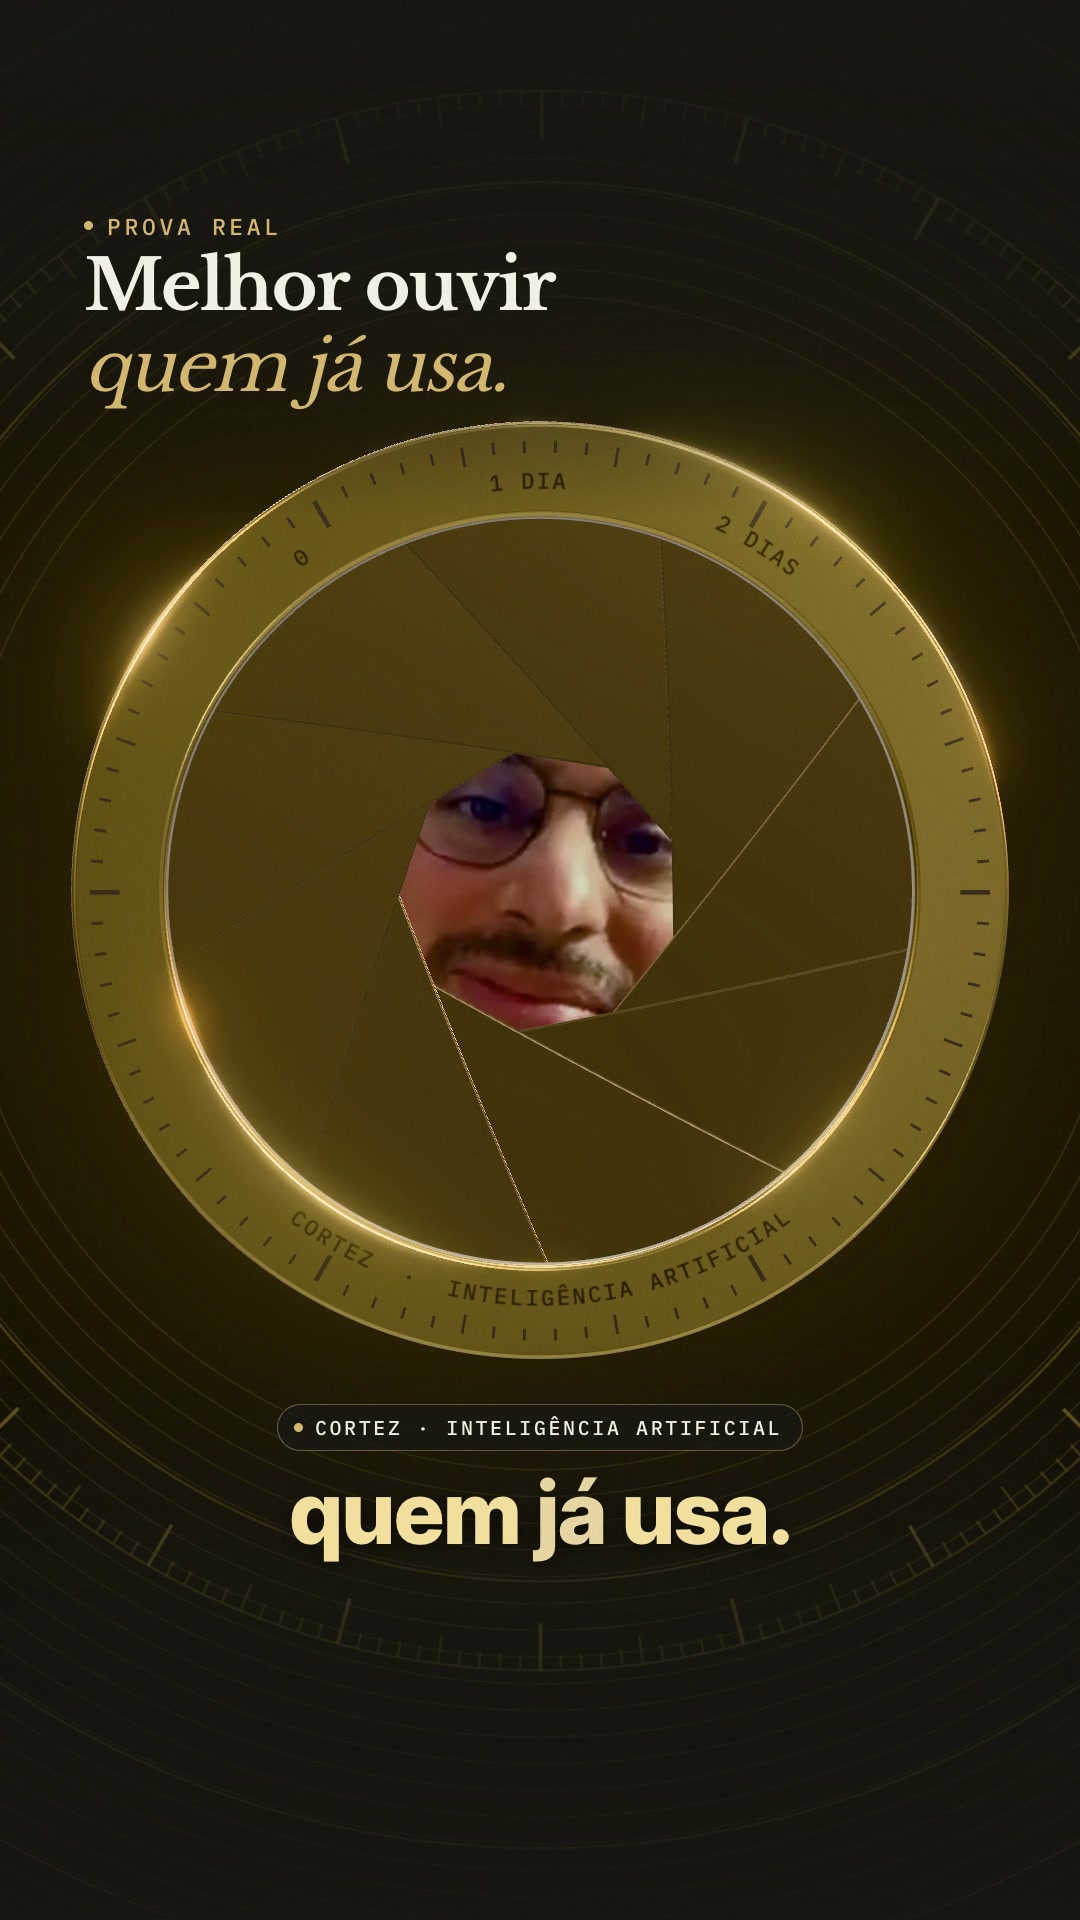 PROVA REAL
Melhor ouvir
quem já usa.
0
1 DIA
2 DIAS
CORTEZ · INTELIGÊNCIA ARTIFICIAL
CORTEZ · INTELIGÊNCIA ARTIFICIAL
quem já usa.